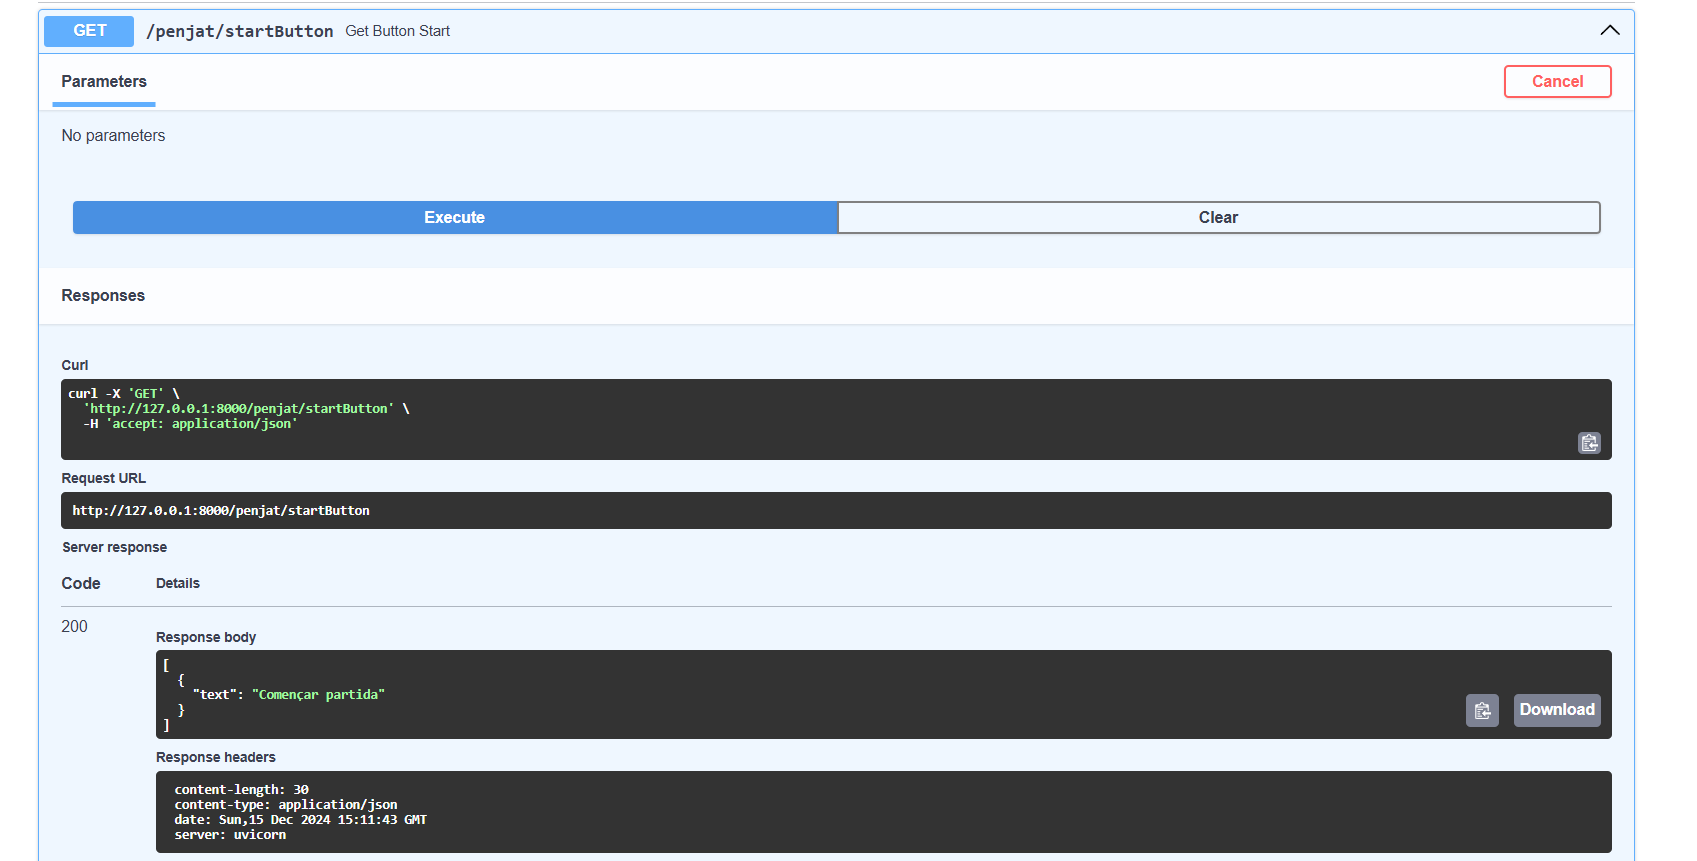 GET /penjat/startButton Get Button Start
Parameters
Cancel
No parameters
Execute
Clear
Responses
Curl
curl -X 'GET' \
'http://127.0.0.1:8000/penjat/startButton' \
-H 'accept: application/json'
Request URL
http://127.0.0.1:8000/penjat/startButton
Server response
Code Details
200
Response body
[
{
"text": "Començar partida"
}
]
Download
Response headers
content-length: 30
content-type: application/json
date: Sun,15 Dec 2024 15:11:43 GMT
server: uvicorn